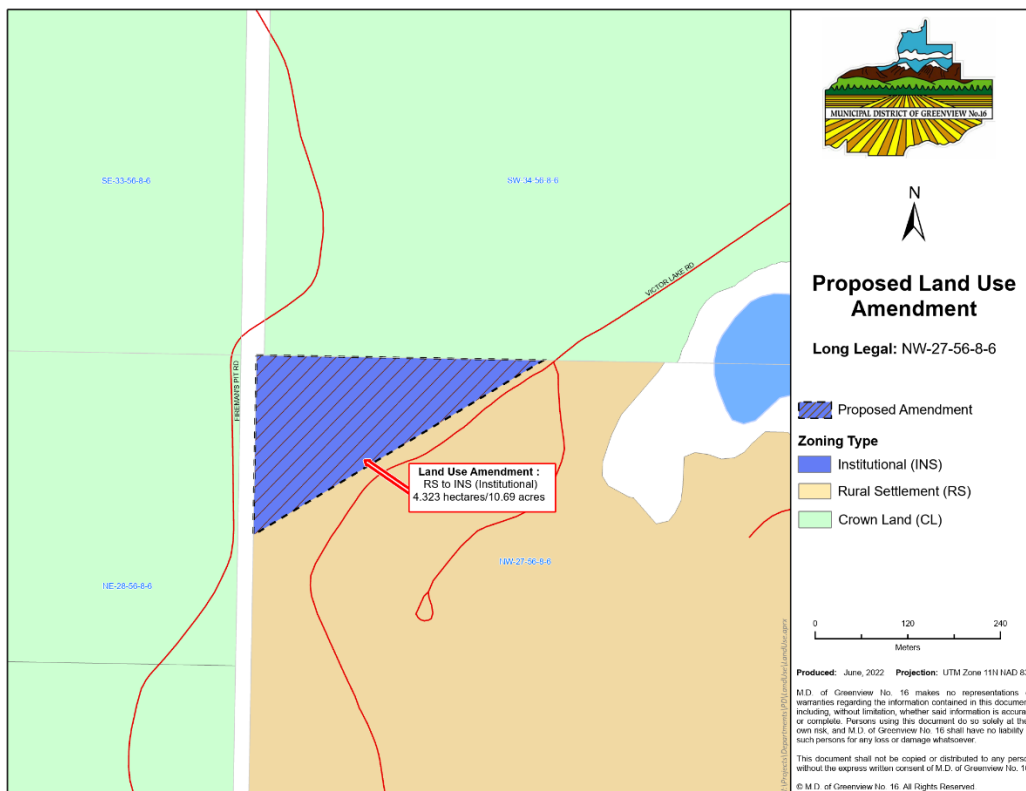 SE-33-56-8-6
SW-34-56-8-6
VICTOR LAKE RD
FIREMAN'S PIT RD
Land Use Amendment :
RS to INS (Institutional)
4.323 hectares/10.69 acres
NE-28-56-8-6
NW-27-56-8-6
MUNICIPAL DISTRICT OF GREENVIEW No.16
N
Proposed Land Use
Amendment
Long Legal: NW-27-56-8-6
Proposed Amendment
Zoning Type
Institutional (INS)
Rural Settlement (RS)
Crown Land (CL)
0 120 240
Meters
Produced: June, 2022 Projection: UTM Zone 11N NAD 83
M.D. of Greenview No. 16 makes no representations
warranties regarding the information contained in this documen
including, without limitation, whether said information is accura
or complete. Persons using this document do so solely at the
own risk, and M.D. of Greenview No. 16 shall have no liability
such persons for any loss or damage whatsoever.
This document shall not be copied or distributed to any perso
without the express written consent of M.D. of Greenview No. 16
© M.D. of Greenview No. 16. All Rights Reserved